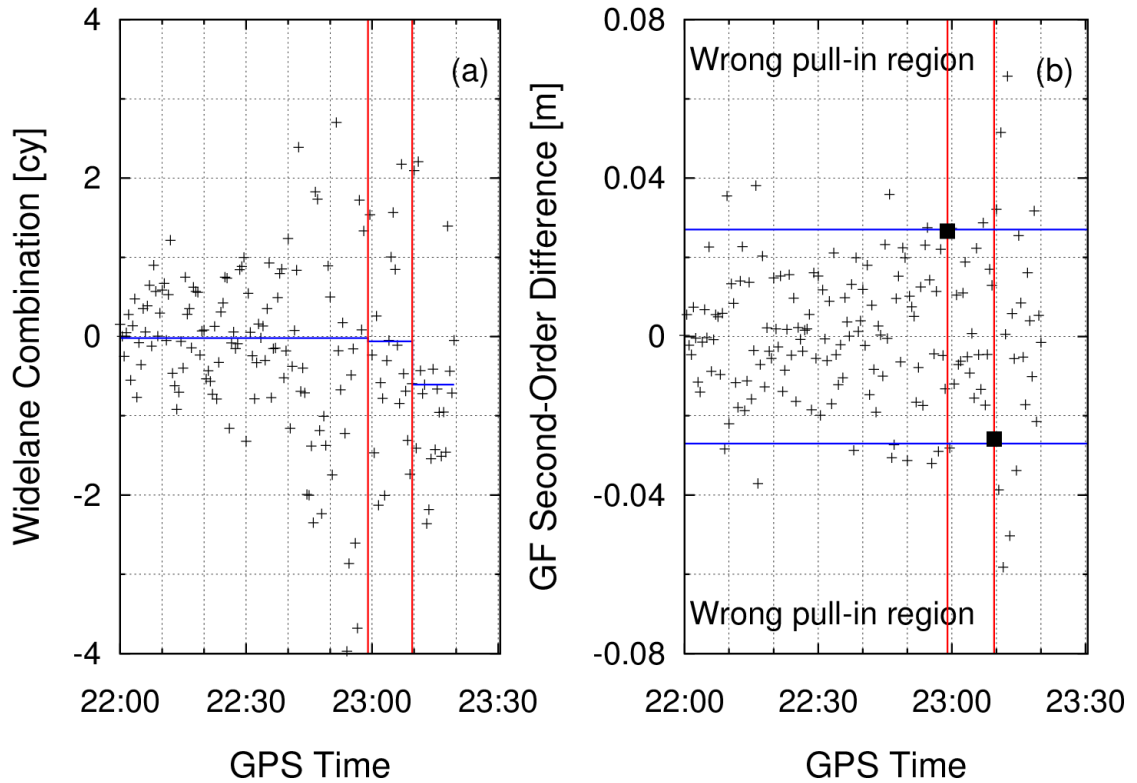 Widelane Combination [cy]
4
2
0
-2
-4
22:00 22:30 23:00 23:30
GPS Time
(a)
GF Second-Order Difference [m]
0.08
0.04
0
-0.04
-0.08
22:00 22:30 23:00 23:30
GPS Time
Wrong pull-in region
(b)
Wrong pull-in region